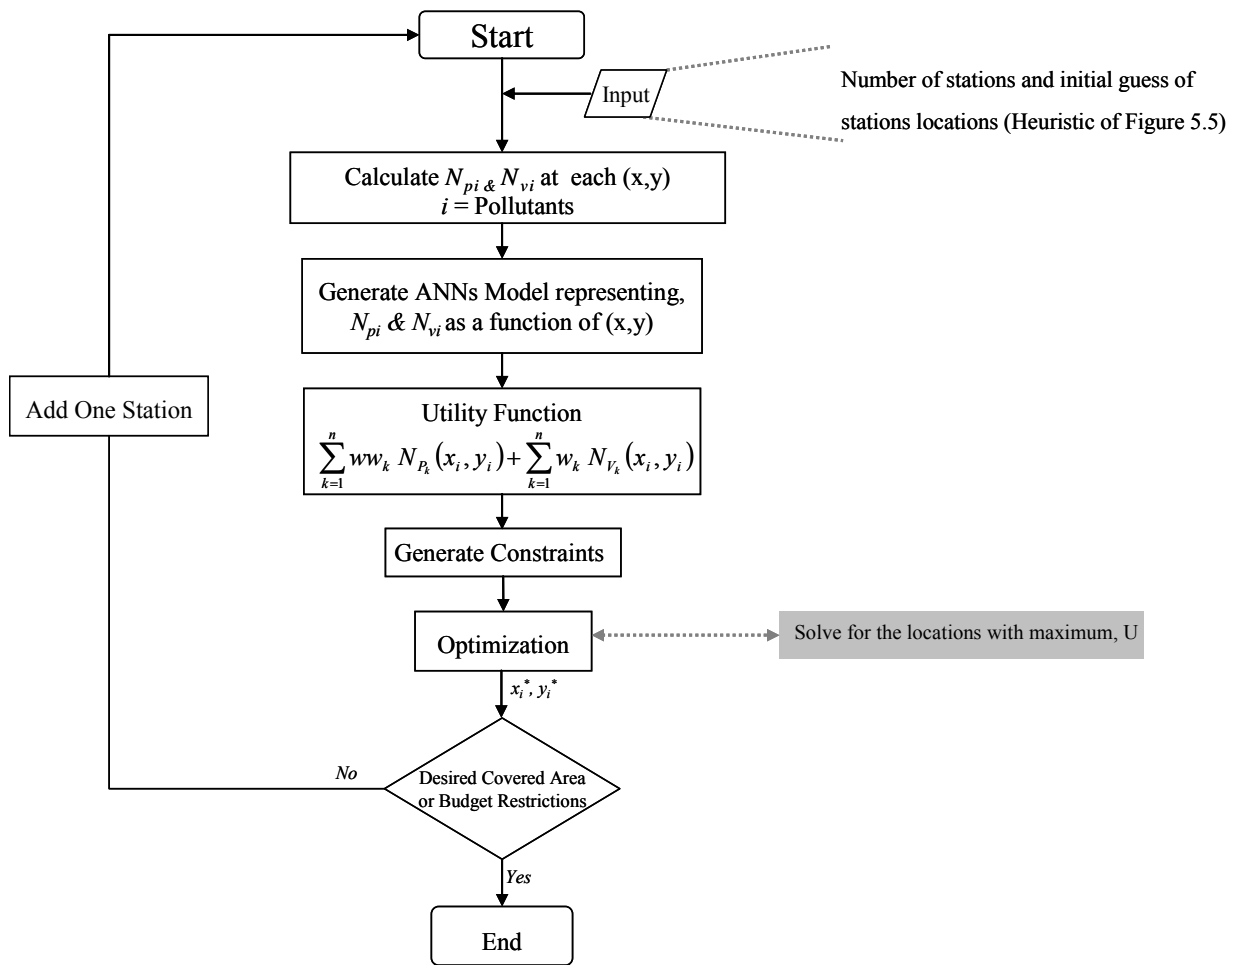 Start
Input
Number of stations and initial guess of
stations locations (Heuristic of Figure 5.5)
Calculate N_{pi} & N_{vi} at each (x,y)
i = Pollutants
Generate ANNs Model representing,
N_{pi} & N_{vi} as a function of (x,y)
Add One Station
Utility Function
\sum_{k=1}^{n} ww_k N_{P_k}(x_i, y_i) + \sum_{k=1}^{n} w_k N_{V_k}(x_i, y_i)
Generate Constraints
Optimization
Solve for the locations with maximum, U
x_i^*, y_i^*
No
Desired Covered Area
or Budget Restrictions
Yes
End